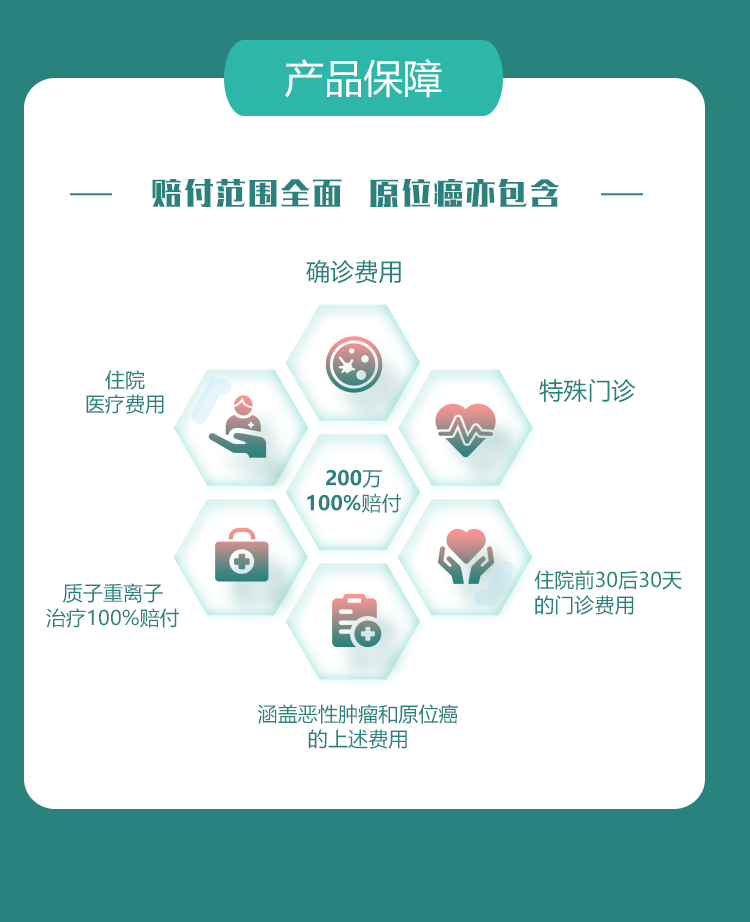 产品保障
赔付范围全面 原位癌亦包含
确诊费用
住院
医疗费用
特殊门诊
200万
100%赔付
质子重离子
治疗100%赔付
住院前30后30天
的门诊费用
涵盖恶性肿瘤和原位癌
的上述费用